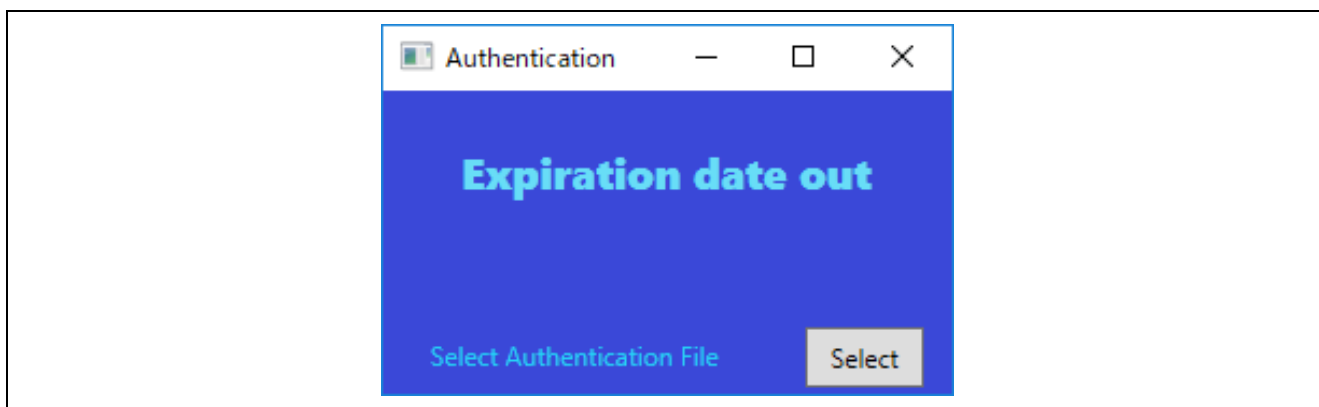 Authentication
Expiration date out
Select Authentication File
Select